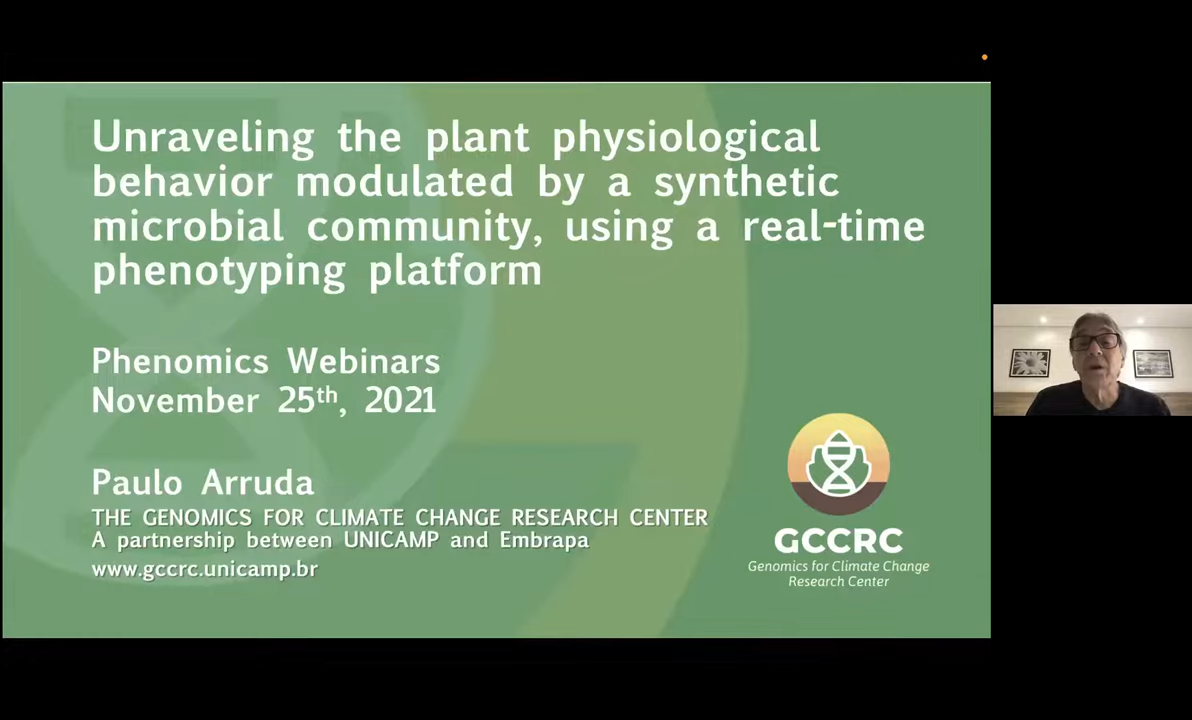 Unraveling the plant physiological
behavior modulated by a synthetic
microbial community, using a real-time
phenotyping platform
Phenomics Webinars
November 25th, 2021
Paulo Arruda
THE GENOMICS FOR CLIMATE CHANGE RESEARCH CENTER
A partnership between UNICAMP and Embrapa
www.gccrc.unicamp.br
GCCRC
Genomics for Climate Change
Research Center